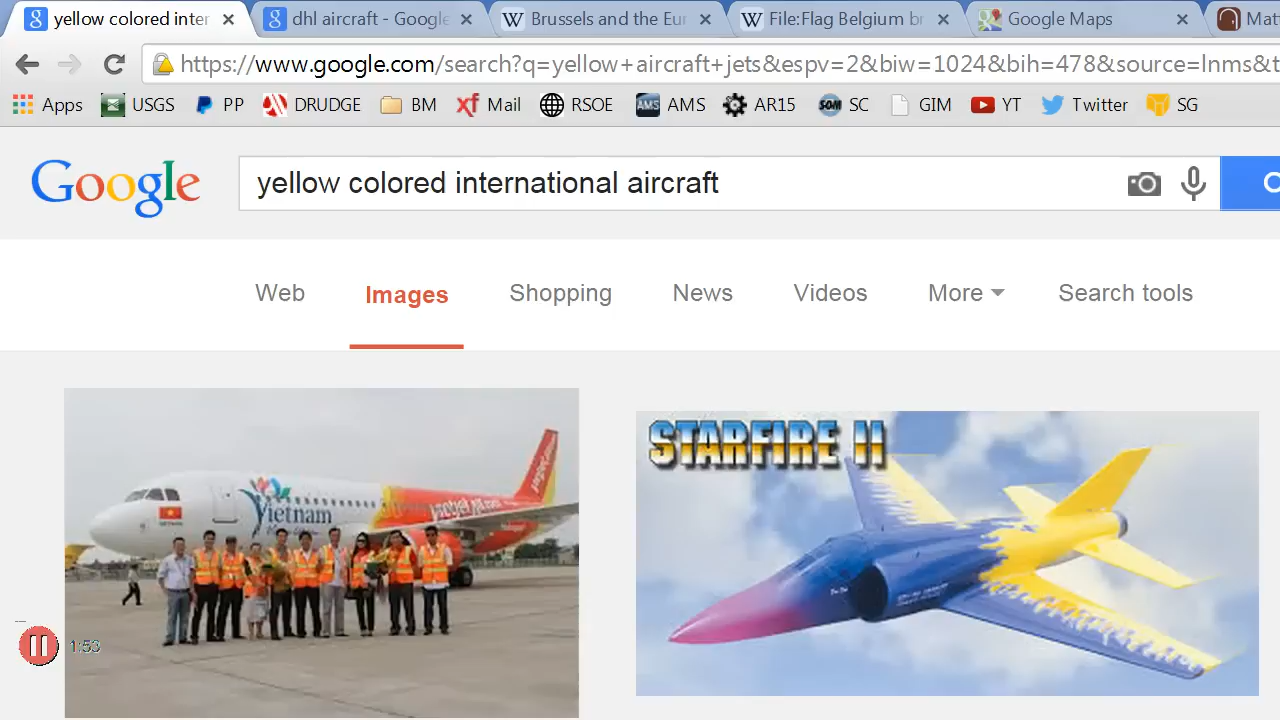 yellow colored inter
dhl aircraft - Google
Brussels and the Eur
File:Flag Belgium br
Google Maps
Mat
https://www.google.com/search?q=yellow+aircraft+jets&espv=2&biw=1024&bih=478&source=lnms&t
Apps USGS PP DRUDGE BM Mail RSOE AMS AR15 SC GIM YT Twitter SG
Google
yellow colored international aircraft
Web Images Shopping News Videos More Search tools
STARFIRE II
Vietnam
vietjetair.com
1:53